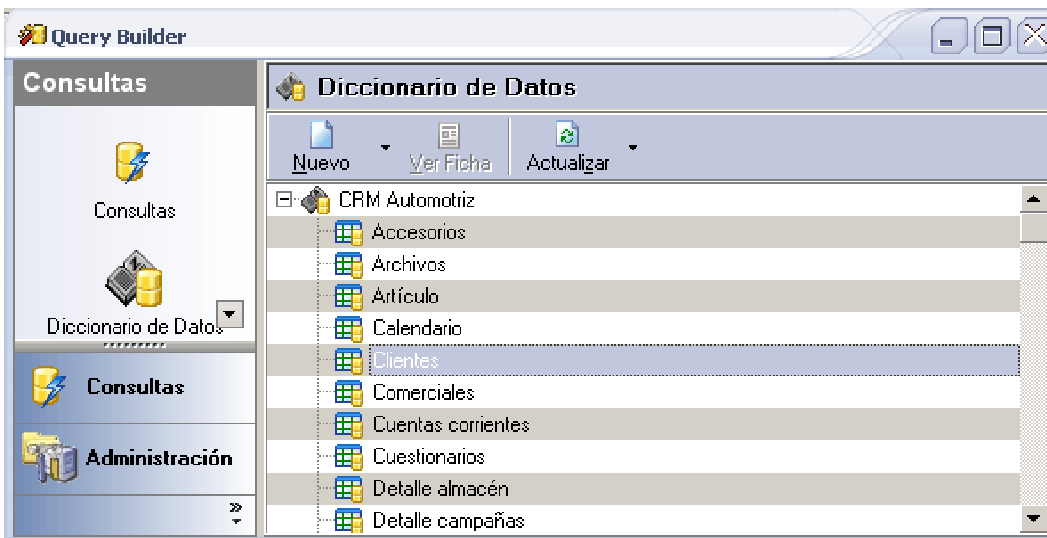 Query Builder
Consultas
Consultas
Diccionario de Datos
Consultas
Administración
Diccionario de Datos
Nuevo Ver Ficha Actualizar
CRM Automotriz
Accesorios
Archivos
Artículo
Calendario
Clientes
Comerciales
Cuentas corrientes
Cuestionarios
Detalle almacén
Detalle campañas